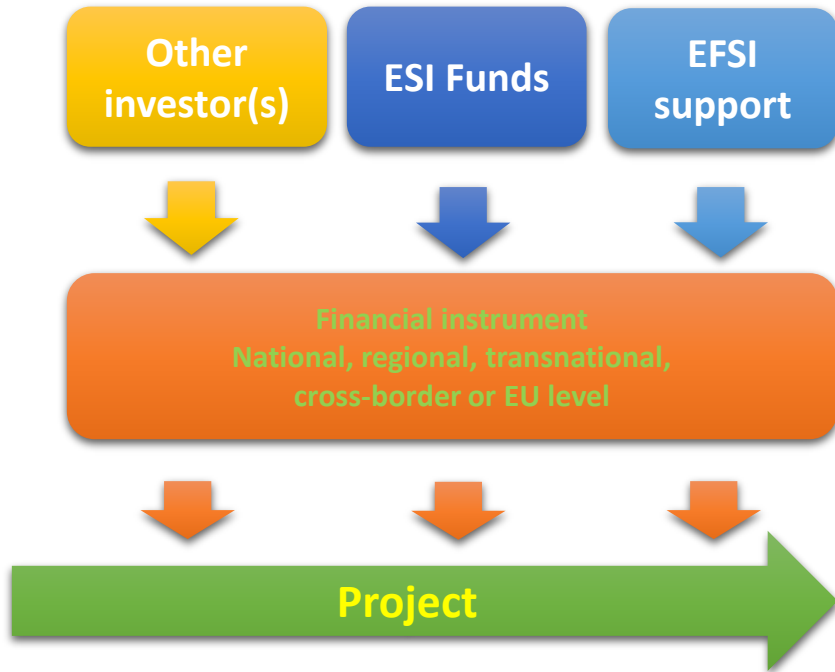 Other
investor(s)
ESI Funds
EFSI
support
Financial instrument
National, regional, transnational,
cross-border or EU level
Project